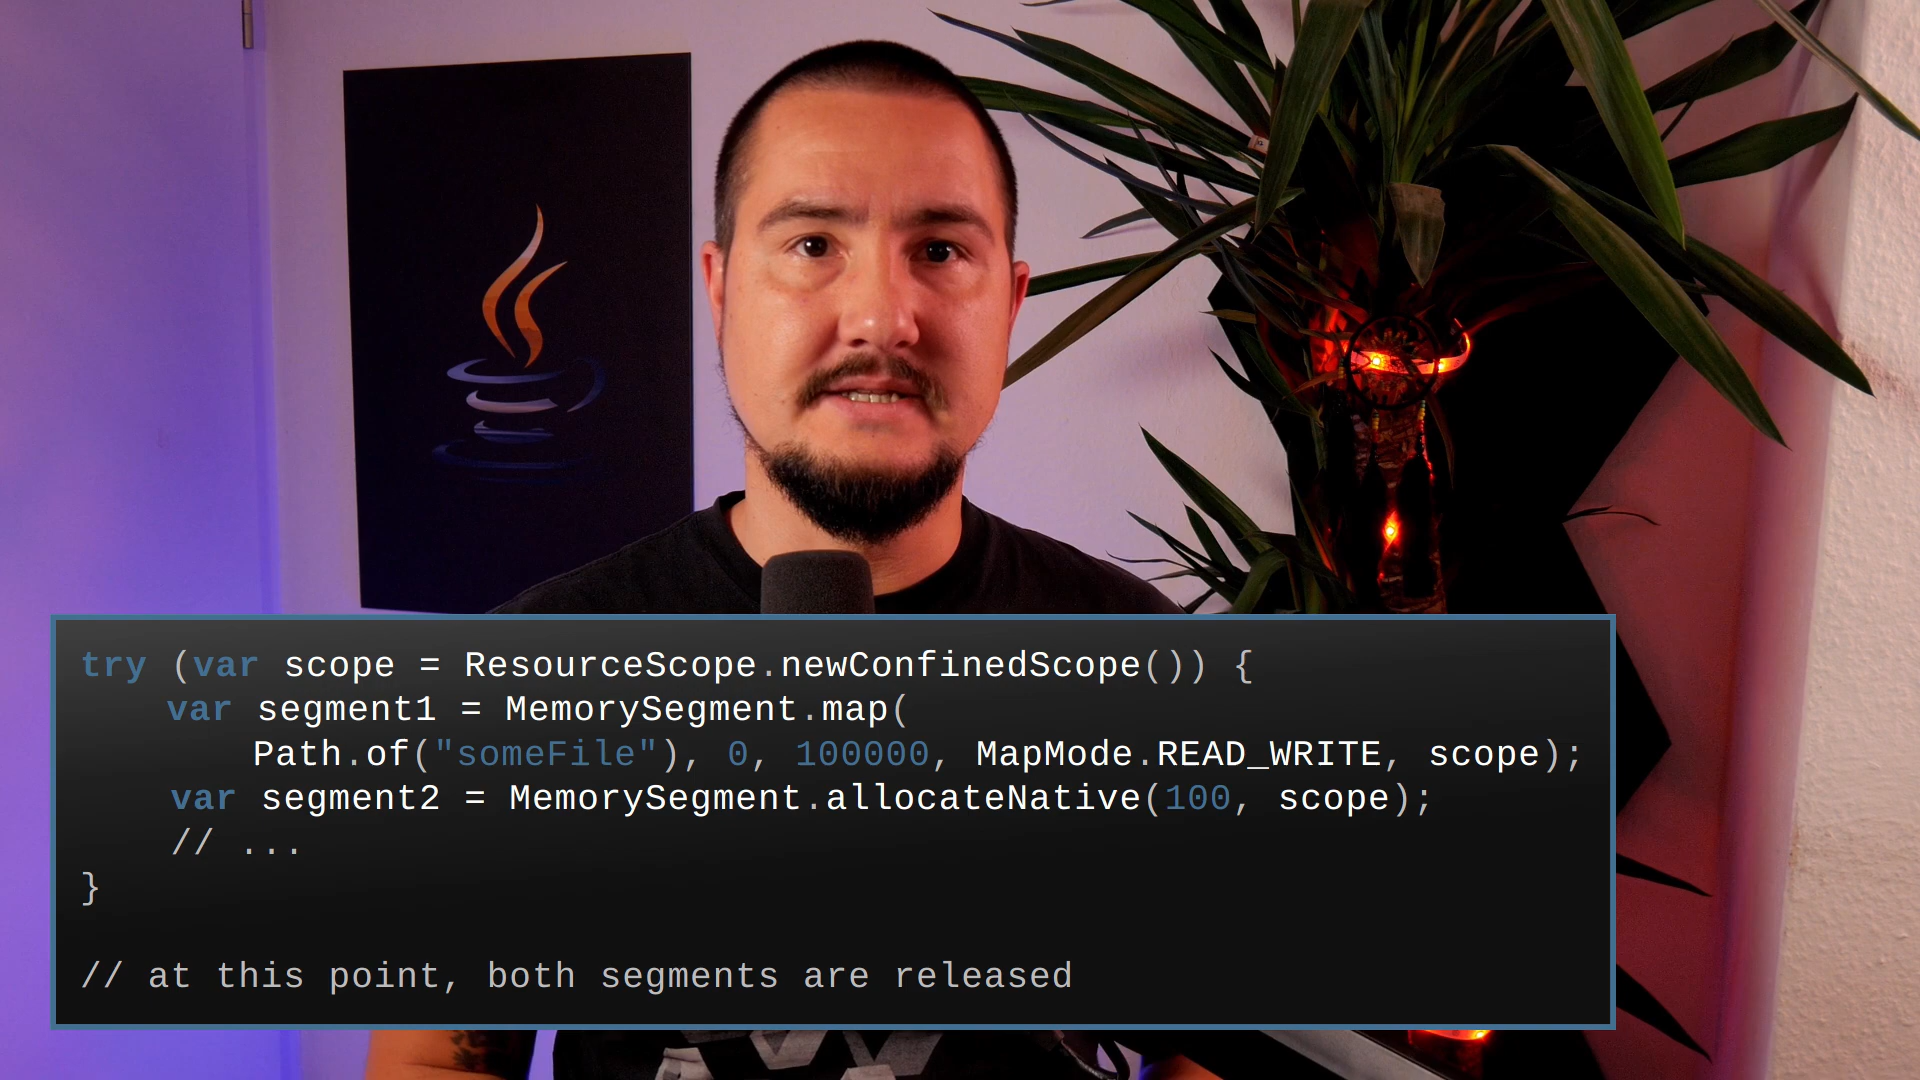 try (var scope = ResourceScope.newConfinedScope()) {
var segment1 = MemorySegment.map(
Path.of("someFile"), 0, 100000, MapMode.READ_WRITE, scope);
var segment2 = MemorySegment.allocateNative(100, scope);
// ...
}
// at this point, both segments are released